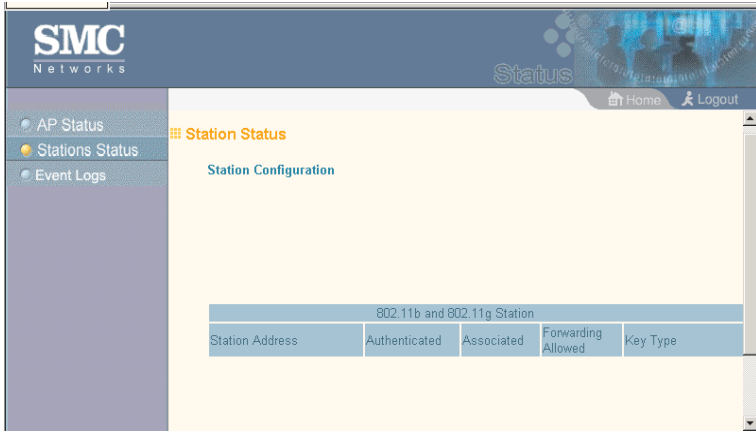 SMC
Networks
Status
Home
Logout
AP Status
Stations Status
Event Logs
Station Status
Station Configuration
802.11b and 802.11g Station
Station Address
Authenticated
Associated
Forwarding
Allowed
Key Type